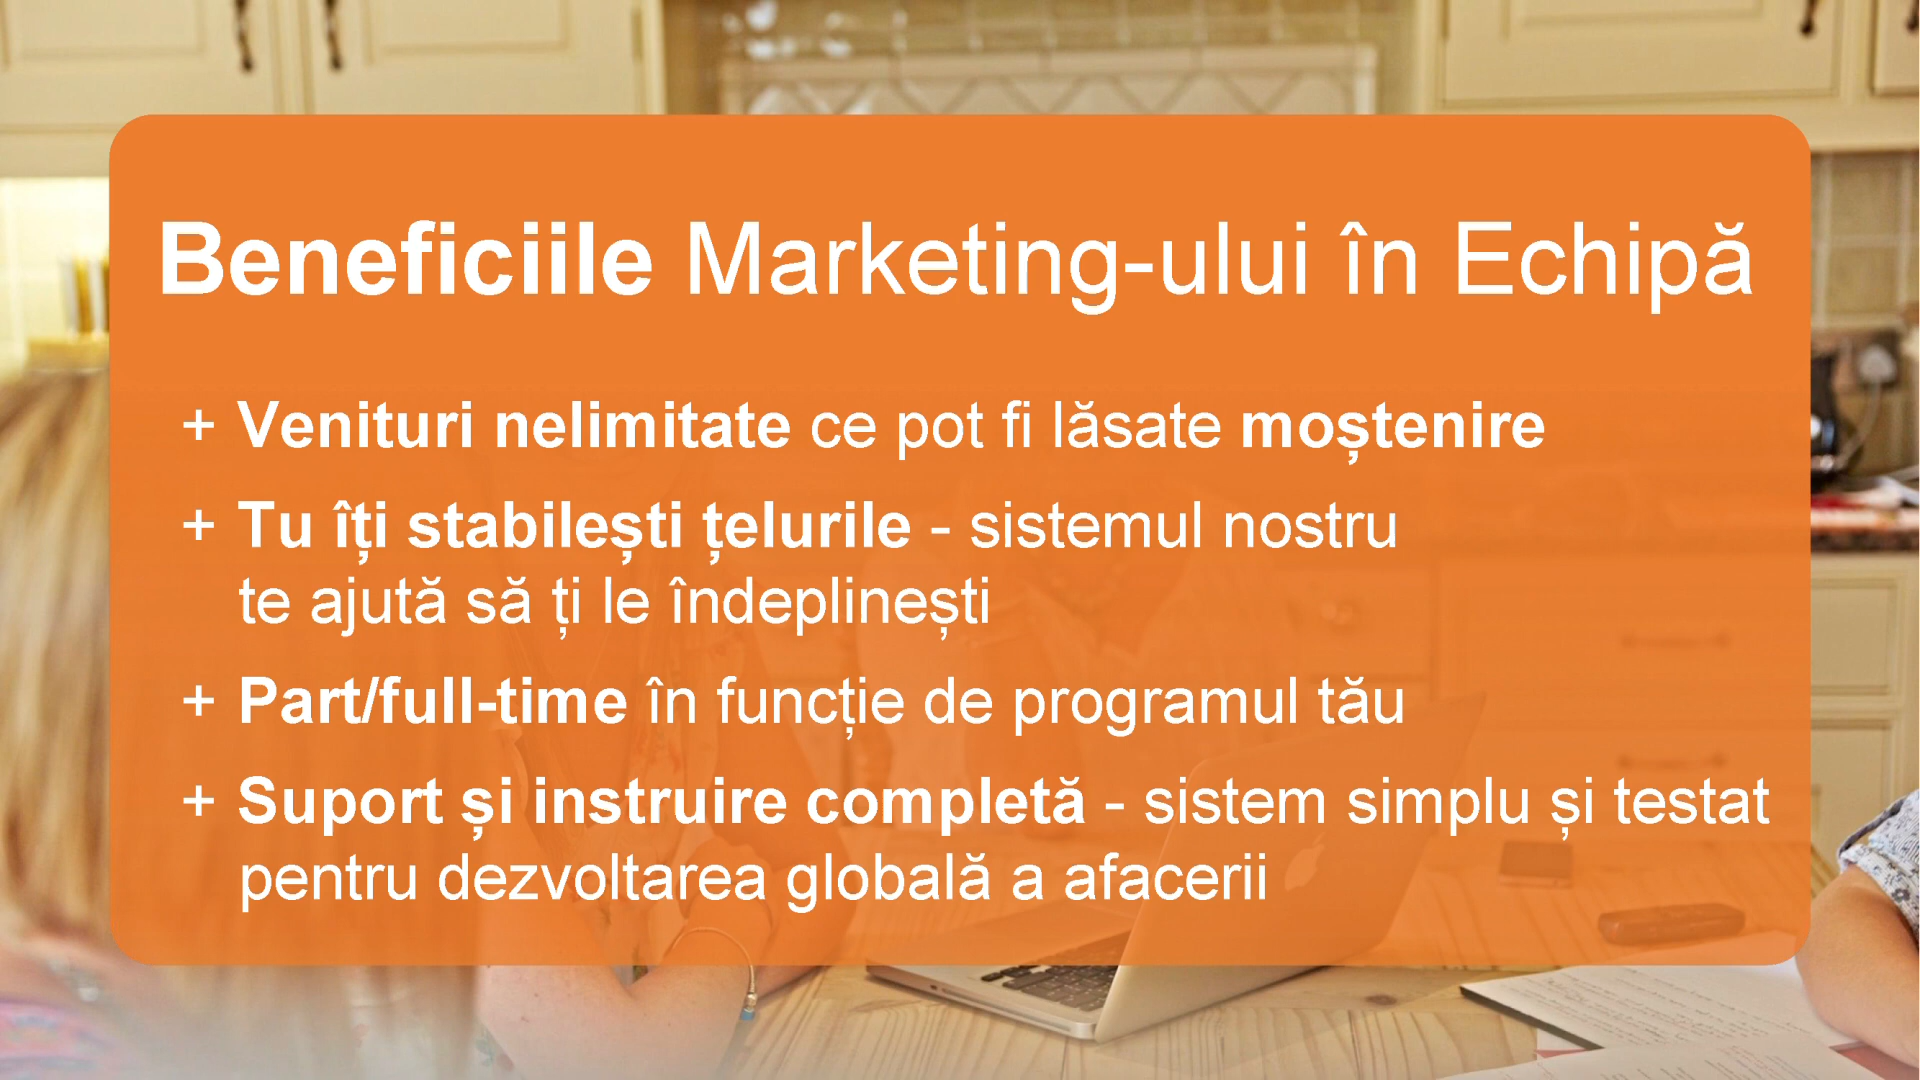 Beneficiile Marketing-ului în Echipă
+ Venituri nelimitate ce pot fi lăsate moștenire
+ Tu îți stabilești țelurile - sistemul nostru
te ajută să ți le îndeplinești
+ Part/full-time în funcție de programul tău
+ Suport și instruire completă - sistem simplu și testat
pentru dezvoltarea globală a afacerii